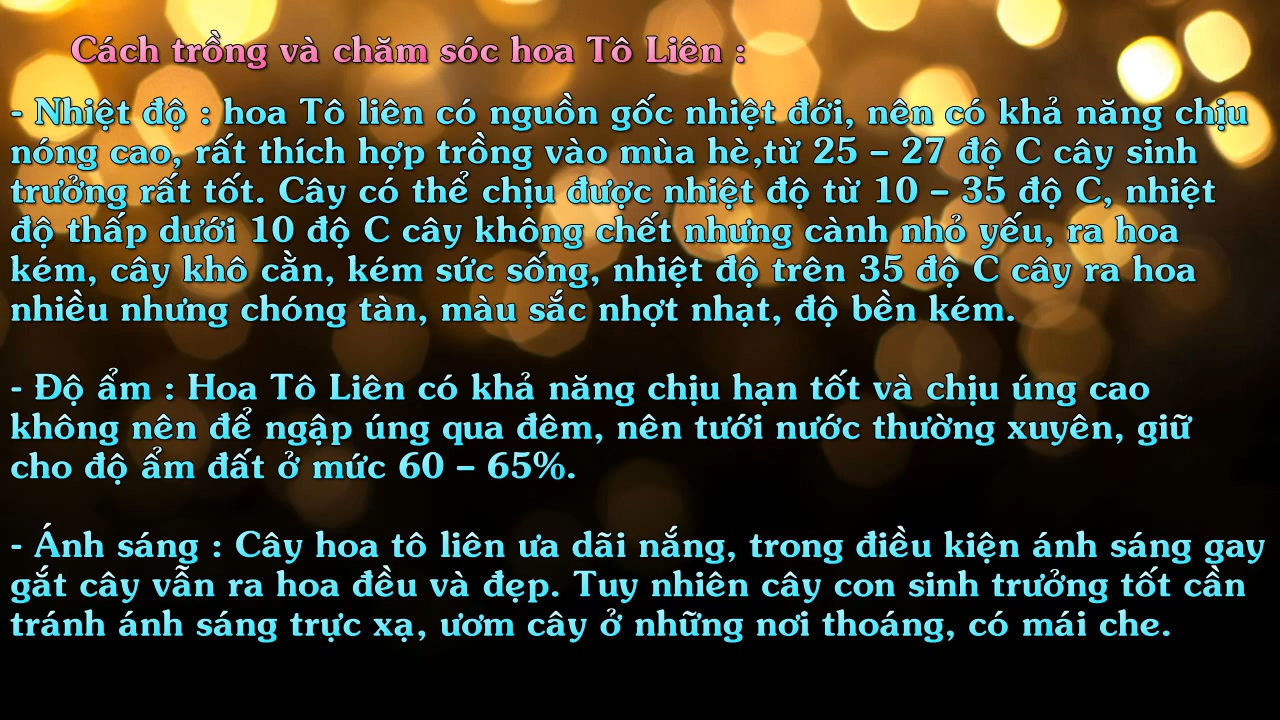 Cách trồng và chăm sóc hoa Tô Liên :
- Nhiệt độ : hoa Tô liên có nguồn gốc nhiệt đới, nên có khả năng chịu
nóng cao, rất thích hợp trồng vào mùa hè,từ 25 – 27 độ C cây sinh
trưởng rất tốt. Cây có thể chịu được nhiệt độ từ 10 – 35 độ C, nhiệt
độ thấp dưới 10 độ C cây không chết nhưng cành nhỏ yếu, ra hoa
kém, cây khô cằn, kém sức sống, nhiệt độ trên 35 độ C cây ra hoa
nhiều nhưng chóng tàn, màu sắc nhợt nhạt, độ bền kém.
- Độ ẩm : Hoa Tô Liên có khả năng chịu hạn tốt và chịu úng cao
không nên để ngập úng qua đêm, nên tưới nước thường xuyên, giữ
cho độ ẩm đất ở mức 60 – 65%.
- Ánh sáng : Cây hoa tô liên ưa dãi nắng, trong điều kiện ánh sáng gay
gắt cây vẫn ra hoa đều và đẹp. Tuy nhiên cây con sinh trưởng tốt cần
tránh ánh sáng trực xạ, ươm cây ở những nơi thoáng, có mái che.